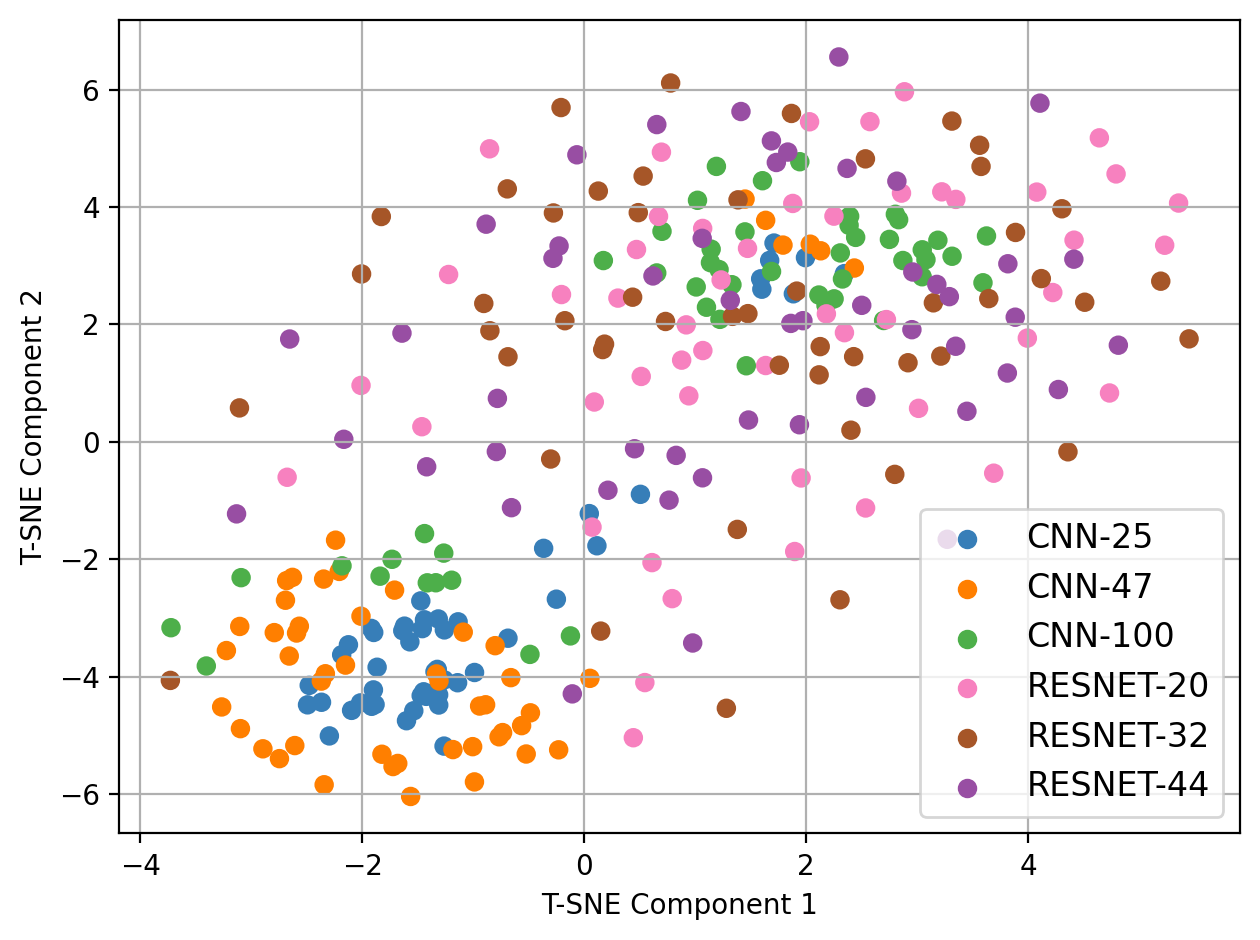 6
4
2
0
−2
−4
−6
T-SNE Component 2
CNN-25
CNN-47
CNN-100
RESNET-20
RESNET-32
RESNET-44
−4
−2
0
2
4
T-SNE Component 1